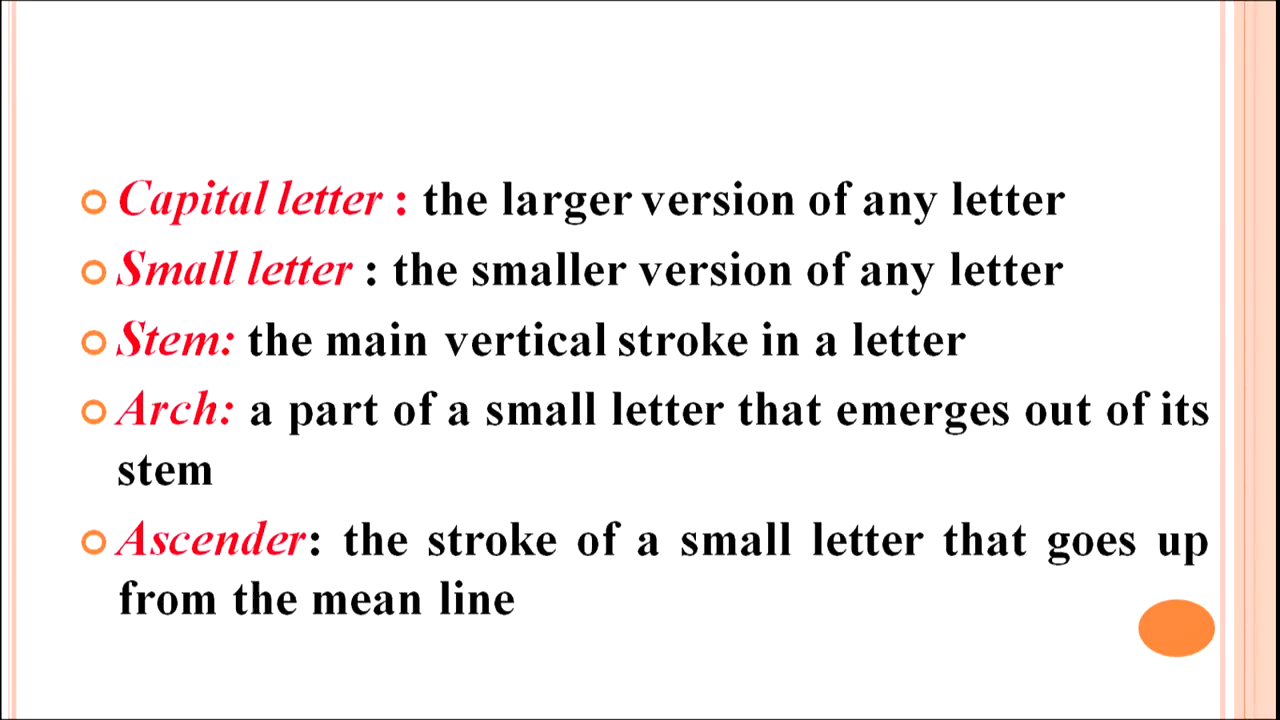 Capital letter : the larger version of any letter
Small letter : the smaller version of any letter
Stem: the main vertical stroke in a letter
Arch: a part of a small letter that emerges out of its
stem
Ascender: the stroke of a small letter that goes up
from the mean line